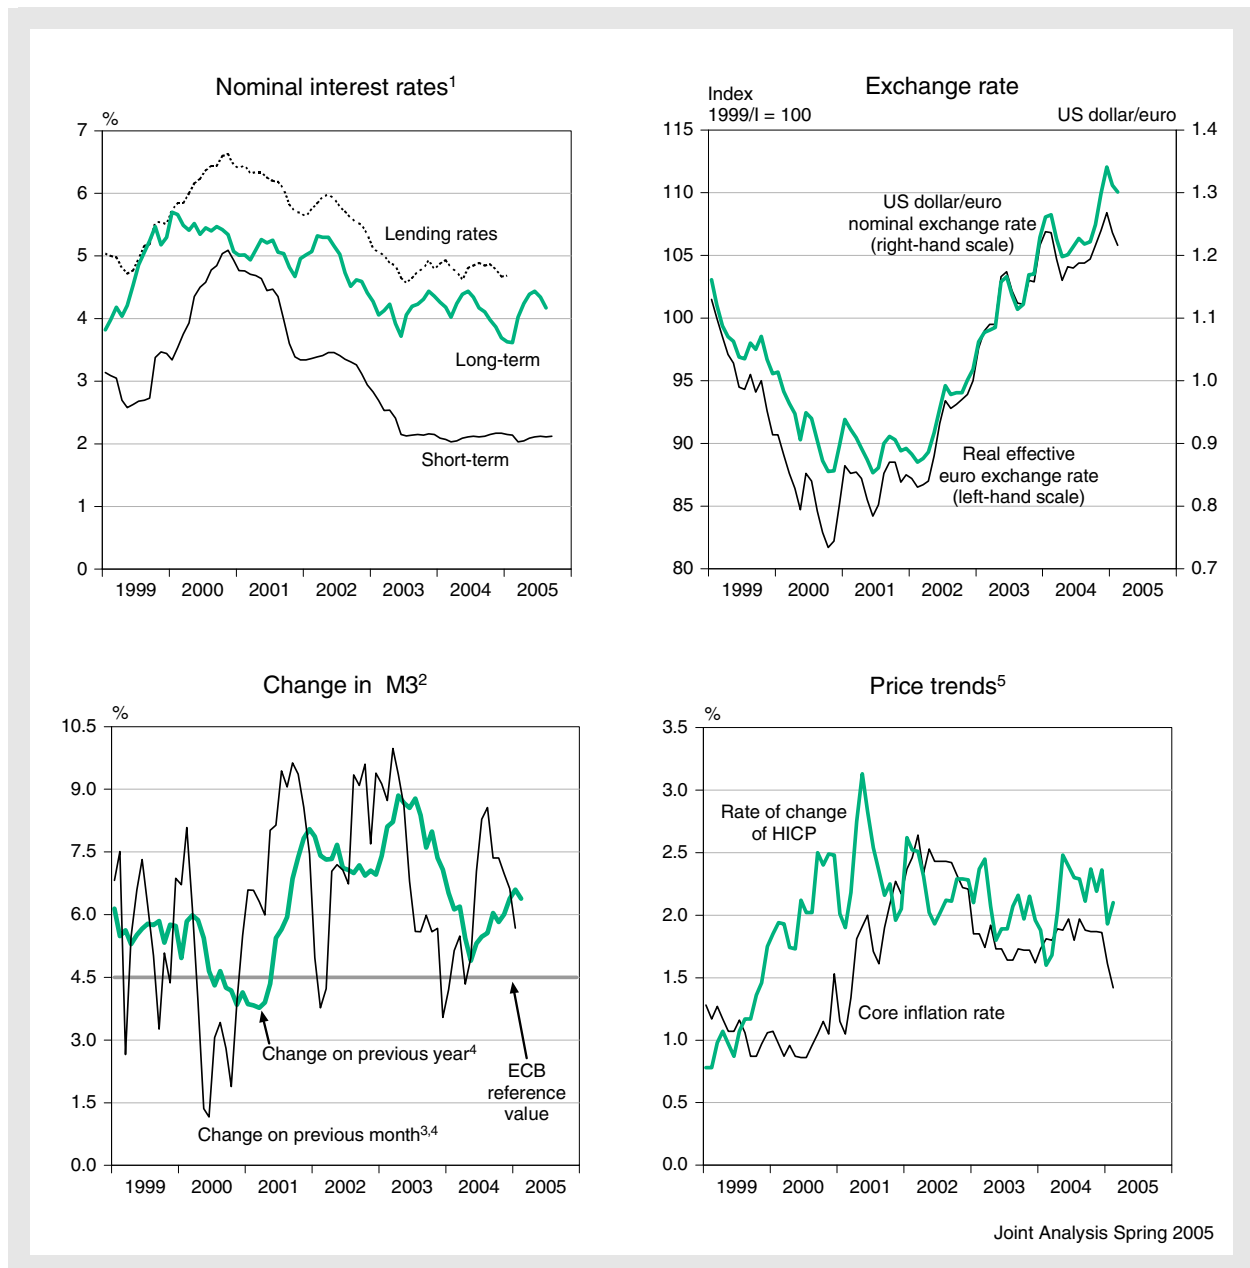 Nominal interest rates1
%
7
6
5
4
3
2
1
0
Lending rates
Long-term
Short-term
1999 2000 2001 2002 2003 2004 2005
Exchange rate
Index
1999/I = 100
US dollar/euro
115
110
105
100
95
90
85
80
1.4
1.3
1.2
1.1
1.0
0.9
0.8
0.7
US dollar/euro
nominal exchange rate
(right-hand scale)
Real effective
euro exchange rate
(left-hand scale)
1999 2000 2001 2002 2003 2004 2005
Change in M32
%
10.5
9.0
7.5
6.0
4.5
3.0
1.5
0.0
Change on previous year4
ECB
reference
value
Change on previous month3,4
1999 2000 2001 2002 2003 2004 2005
Price trends5
%
3.5
3.0
2.5
2.0
1.5
1.0
0.5
0.0
Rate of change
of HICP
Core inflation rate
1999 2000 2001 2002 2003 2004 2005
Joint Analysis Spring 2005